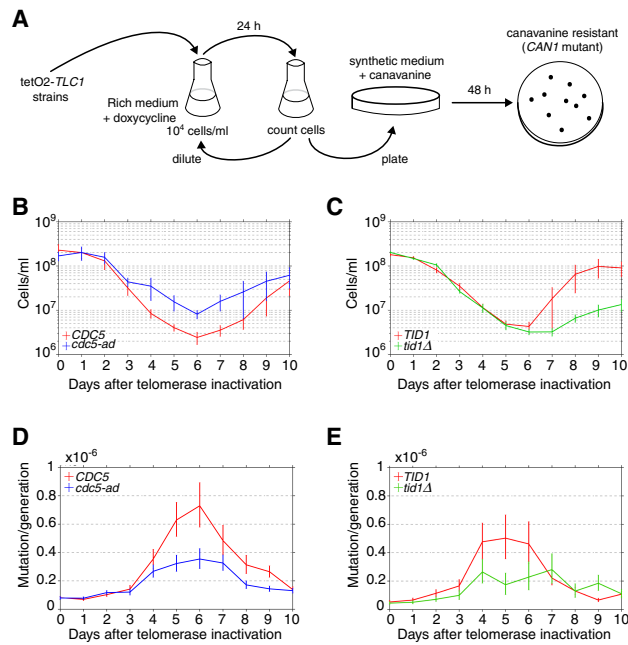 A
24 h
tetO2-TLC1
strains
Rich medium
+ doxycycline
10⁴ cells/ml
count cells
dilute
plate
synthetic medium
+ canavanine
48 h
canavanine resistant
(CAN1 mutant)
B
Cells/ml
10⁹
10⁸
10⁷
10⁶
CDC5
cdc5-ad
0 1 2 3 4 5 6 7 8 9 10
Days after telomerase inactivation
C
Cells/ml
10⁹
10⁸
10⁷
10⁶
TID1
tid1Δ
0 1 2 3 4 5 6 7 8 9 10
Days after telomerase inactivation
D
Mutation/generation
x10⁻⁶
1
0.8
0.6
0.4
0.2
0
CDC5
cdc5-ad
0 1 2 3 4 5 6 7 8 9 10
Days after telomerase inactivation
E
Mutation/generation
x10⁻⁶
1
0.8
0.6
0.4
0.2
0
TID1
tid1Δ
0 1 2 3 4 5 6 7 8 9 10
Days after telomerase inactivation